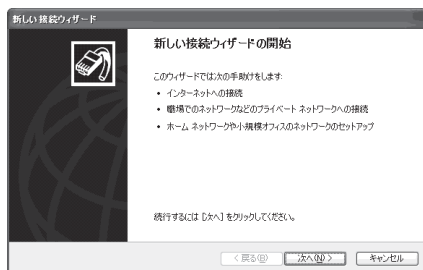 新しい接続ウィザード
新しい接続ウィザードの開始
このウィザードでは次の手助けをします:
• インターネットへの接続
• 職場でのネットワークなどのプライベート ネットワークへの接続
• ホーム ネットワークや小規模オフィスのネットワークのセットアップ
続行するには [次へ] をクリックしてください。
< 戻る(B) 次へ(N) > キャンセル